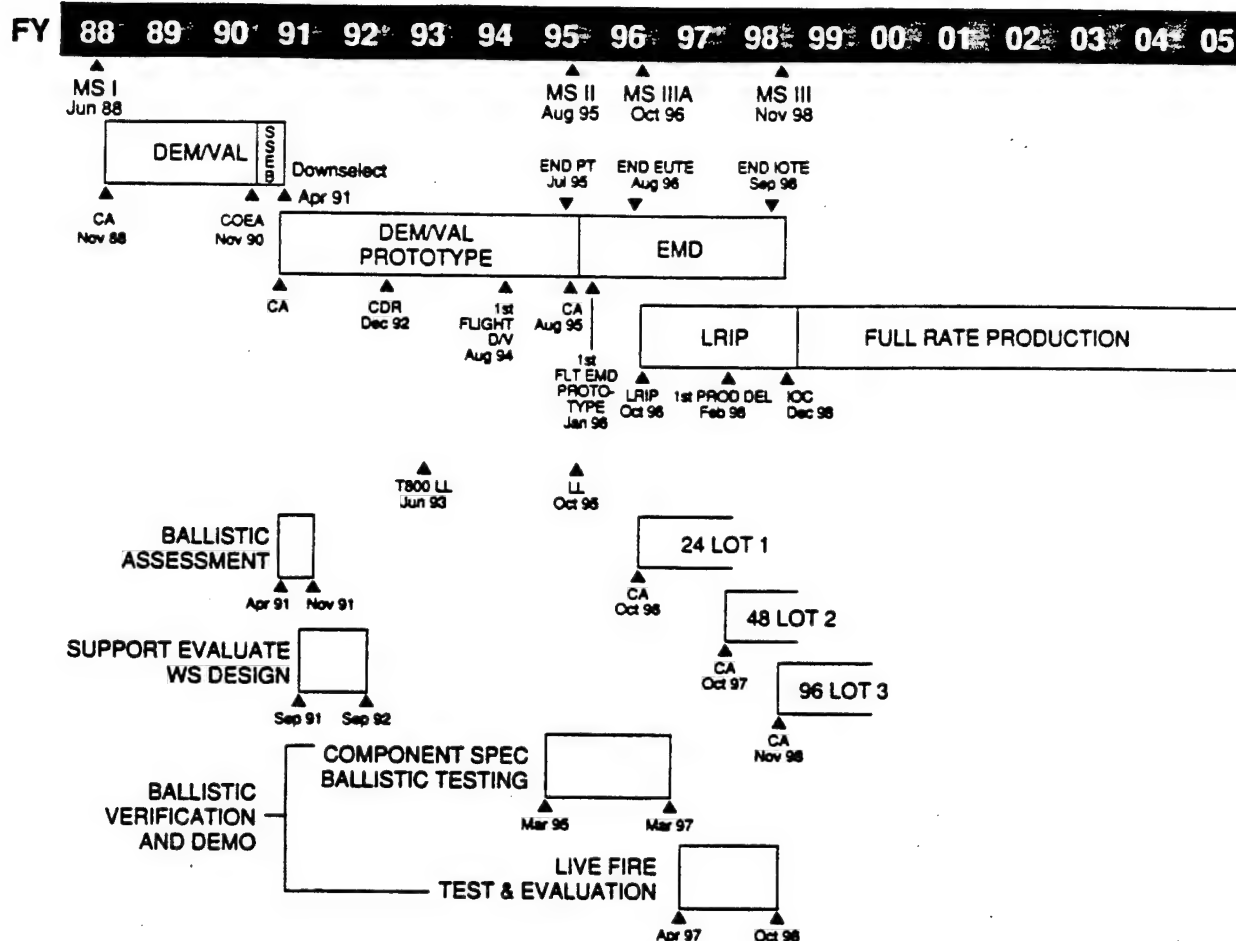 FY 88 89 90 91 92 93 94 95 96 97 98 99 00 01 02 03 04 05
MS I
Jun 88
MS II
Aug 95
MS IIIA
Oct 96
MS III
Nov 98
DEM/VAL
SSEB
Downselect
Apr 91
CA
Nov 88
COEA
Nov 90
END PT
Jul 95
END EUTE
Aug 96
END IOTE
Sep 98
DEM/VAL
PROTOTYPE
EMD
CA
CDR
Dec 92
1st
FLIGHT
D/V
Aug 94
CA
Aug 95
1st
FLT EMD
PROTO-
TYPE
Jan 96
LRIP
FULL RATE PRODUCTION
LRIP
Oct 96
1st PROD DEL
Feb 98
IOC
Dec 98
T800 LL
Jun 93
LL
Oct 95
BALLISTIC
ASSESSMENT
Apr 91
Nov 91
24 LOT 1
CA
Oct 96
48 LOT 2
CA
Oct 97
96 LOT 3
CA
Nov 98
SUPPORT EVALUATE
WS DESIGN
Sep 91
Sep 92
BALLISTIC
VERIFICATION
AND DEMO
COMPONENT SPEC
BALLISTIC TESTING
Mar 95
Mar 97
LIVE FIRE
TEST & EVALUATION
Apr 97
Oct 98